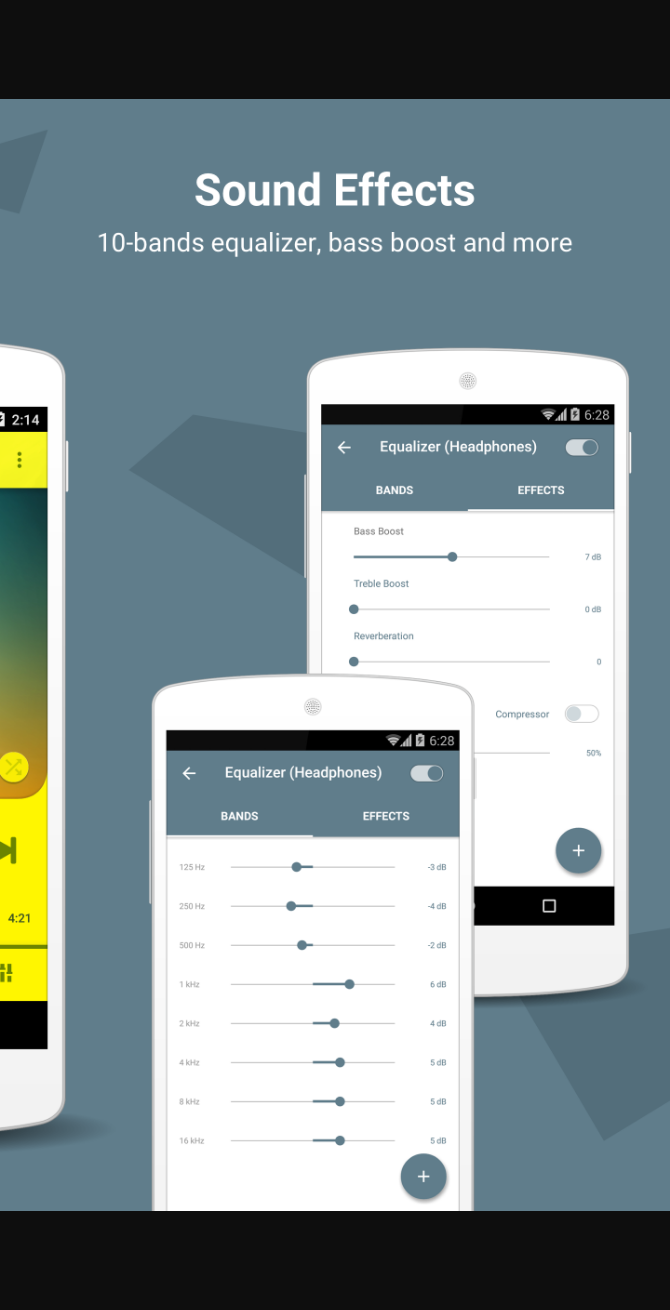 Sound Effects
10-bands equalizer, bass boost and more
2:14
4:21
6:28
Equalizer (Headphones)
BANDS EFFECTS
Bass Boost
7 dB
Treble Boost
0 dB
Reverberation
0
Compressor
50%
+
6:28
Equalizer (Headphones)
BANDS EFFECTS
125 Hz -3 dB
250 Hz -4 dB
500 Hz -2 dB
1 kHz 6 dB
2 kHz 4 dB
4 kHz 5 dB
8 kHz 5 dB
16 kHz 5 dB
+